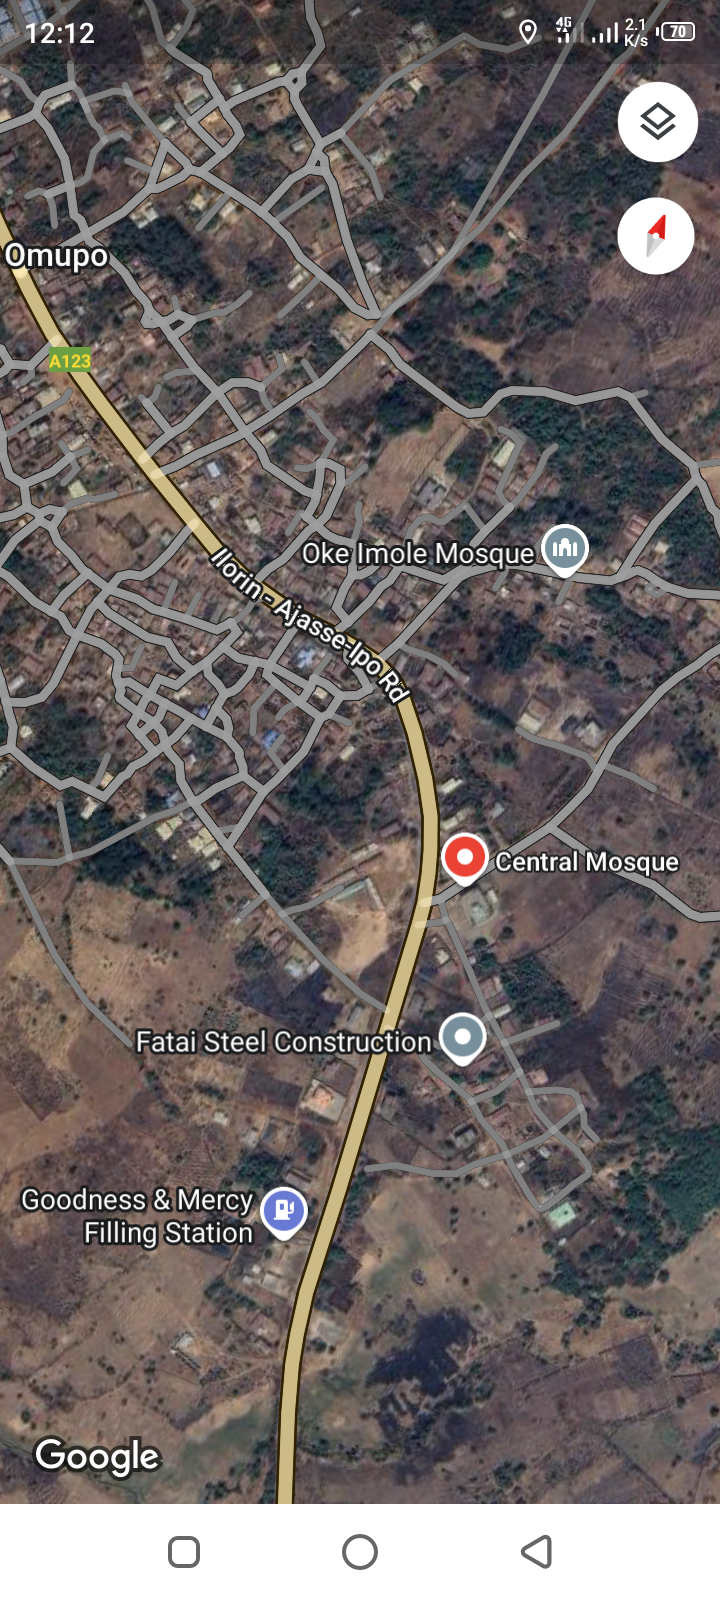 12:12
4G
2.1
K/s
70
Omupo
A123
Oke Imole Mosque
Ilorin - Ajasse-Ipo Rd
Central Mosque
Fatai Steel Construction
Goodness & Mercy
Filling Station
Google